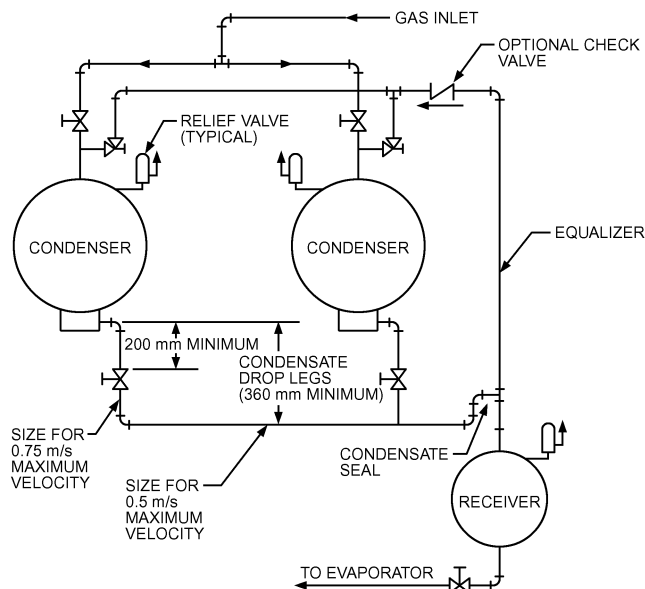 GAS INLET
OPTIONAL CHECK
VALVE
RELIEF VALVE
(TYPICAL)
CONDENSER
CONDENSER
EQUALIZER
200 mm MINIMUM
CONDENSATE
DROP LEGS
(360 mm MINIMUM)
SIZE FOR
0.75 m/s
MAXIMUM
VELOCITY
SIZE FOR
0.5 m/s
MAXIMUM
VELOCITY
CONDENSATE
SEAL
RECEIVER
TO EVAPORATOR